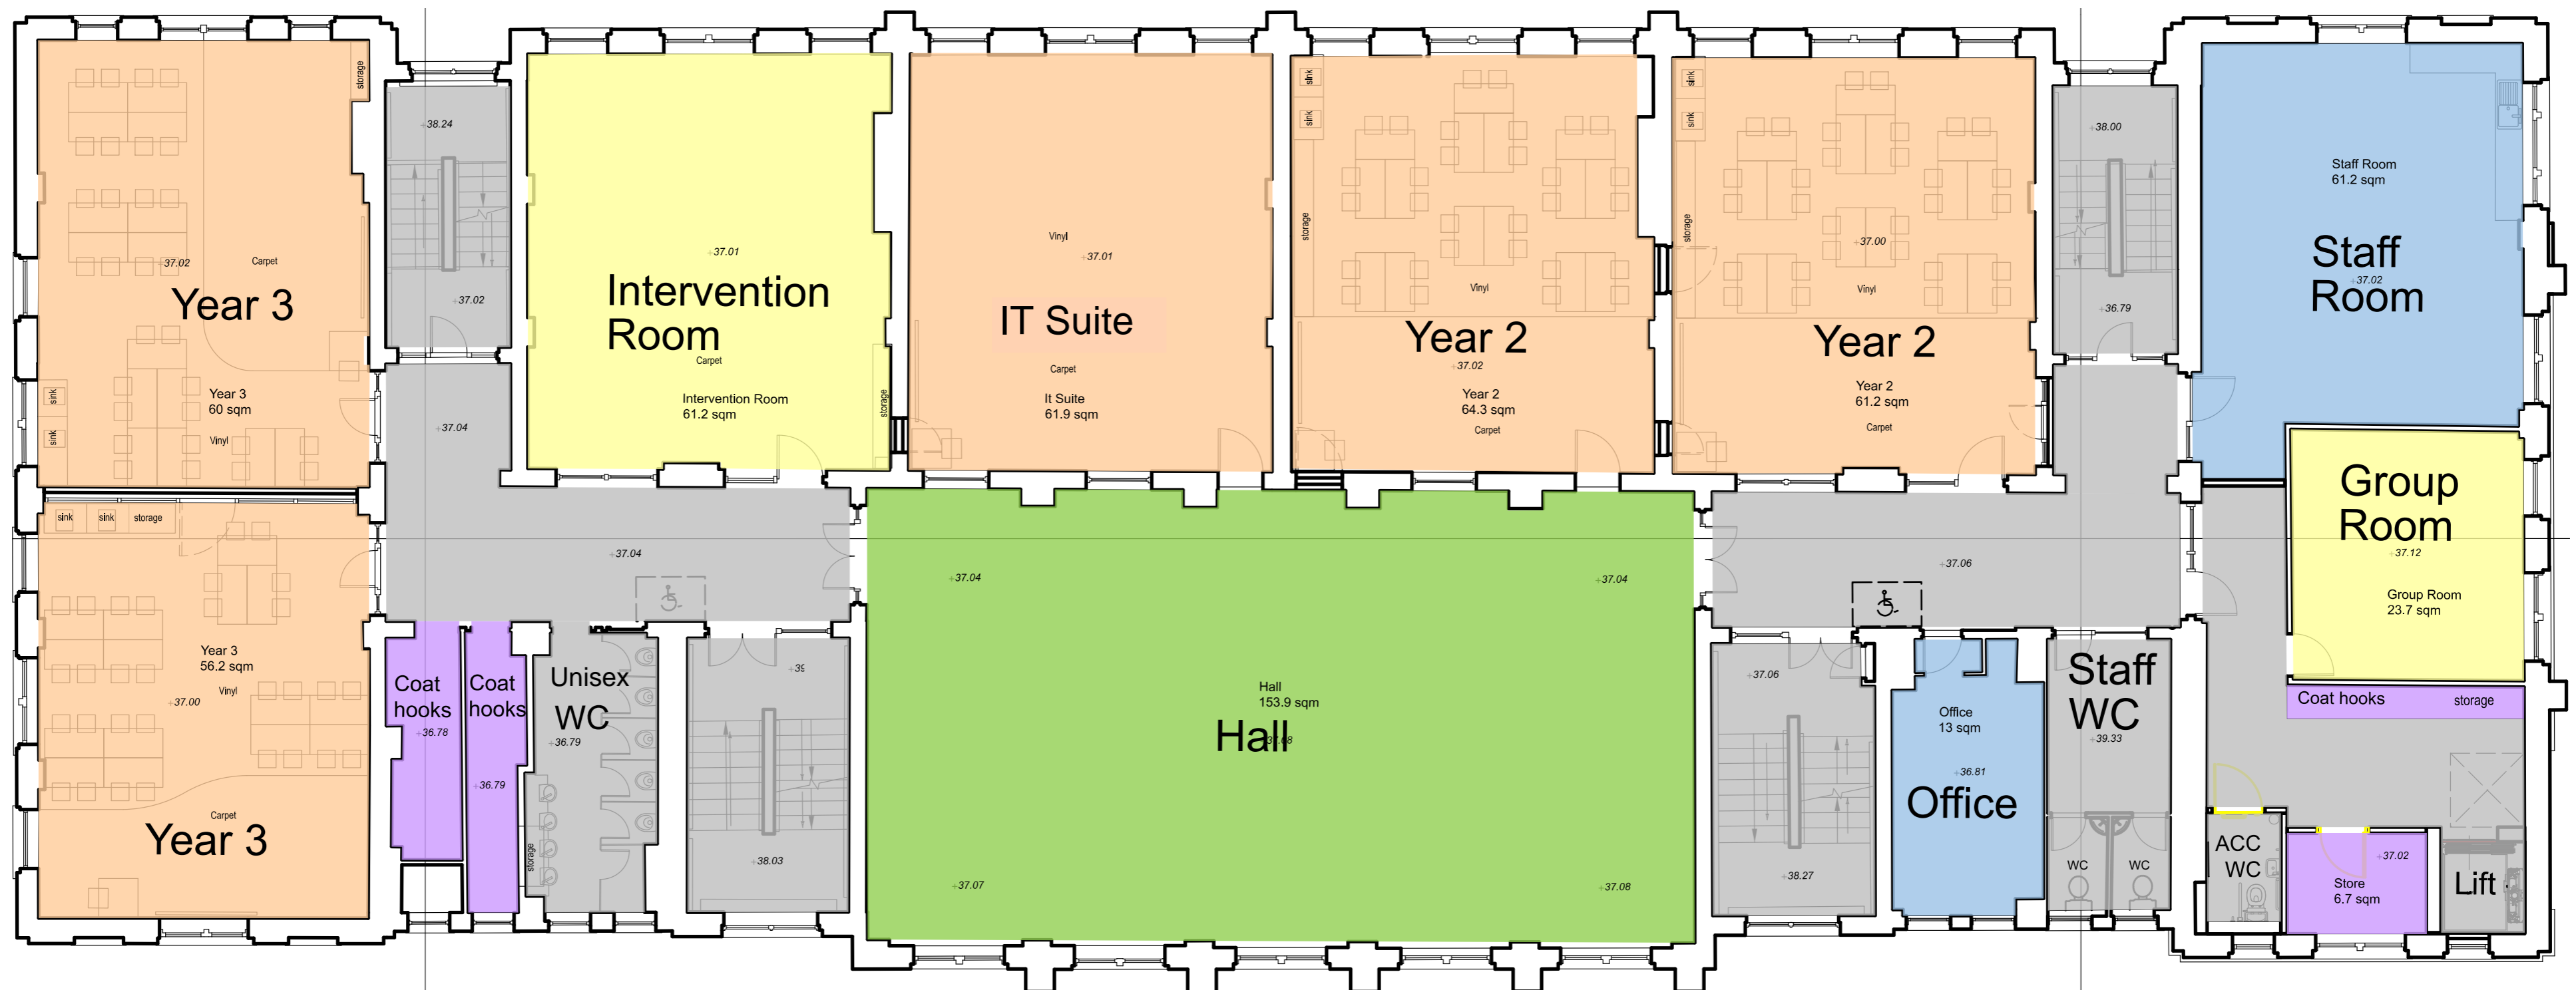 storage
+37.02
Carpet
Year 3
Year 3
60 sqm
sink
sink
Vinyl
+38.24
+37.02
+37.04
+37.01
Intervention
Room
Carpet
Intervention Room
61.2 sqm
storage
Vinyl
+37.01
IT Suite
Carpet
It Suite
61.9 sqm
sink
sink
storage
Vinyl
Year 2
+37.02
Year 2
64.3 sqm
Carpet
sink
sink
storage
+37.00
Vinyl
Year 2
Year 2
61.2 sqm
Carpet
+38.00
+36.79
Staff Room
61.2 sqm
Staff
+37.02
Room
Group
Room
+37.12
Group Room
23.7 sqm
sink
sink
storage
Year 3
56.2 sqm
Vinyl
+37.00
Carpet
Year 3
+37.04
Coat
hooks
+36.78
Coat
hooks
+36.79
Unisex
WC
+36.79
storage
+39
+38.03
+37.04
+37.04
Hall
153.9 sqm
Hall
+37.07
+37.08
+37.06
+37.06
+38.27
Office
13 sqm
+36.81
Office
Staff
WC
+39.33
WC
WC
Coat hooks
storage
ACC
WC
+37.02
Store
6.7 sqm
Lift